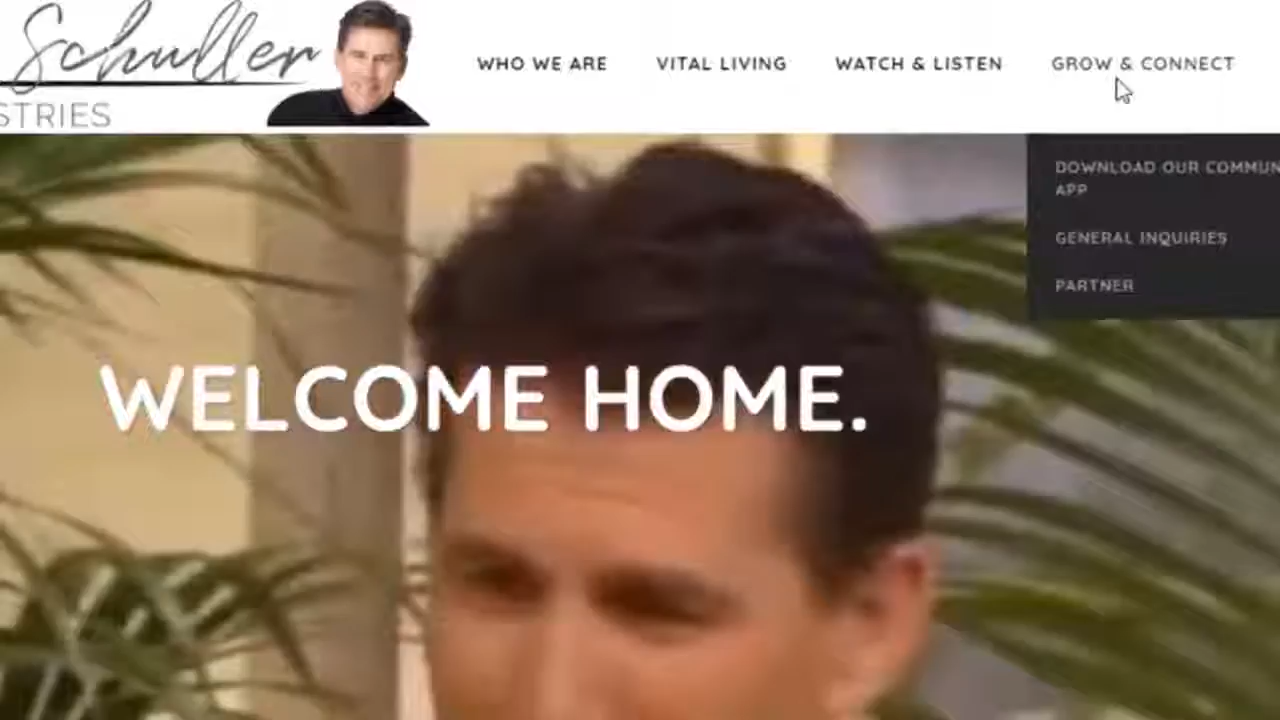 Schuller
STRIES
WHO WE ARE
VITAL LIVING
WATCH & LISTEN
GROW & CONNECT
DOWNLOAD OUR COMMUN
APP
GENERAL INQUIRIES
PARTNER
WELCOME HOME.